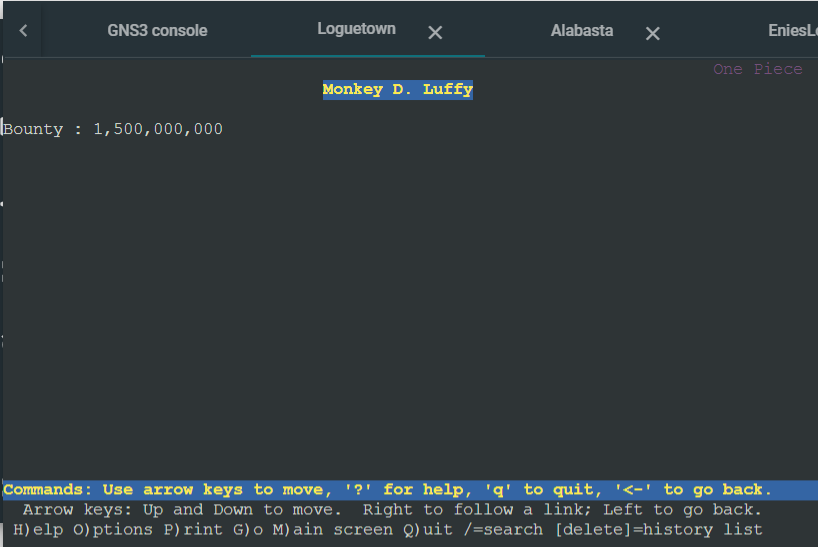 GNS3 console Loguetown Alabasta EniesL
One Piece
Monkey D. Luffy
Bounty : 1,500,000,000
Commands: Use arrow keys to move, '?' for help, 'q' to quit, '<-' to go back.
Arrow keys: Up and Down to move. Right to follow a link; Left to go back.
H)elp O)ptions P)rint G)o M)ain screen Q)uit /=search [delete]=history list